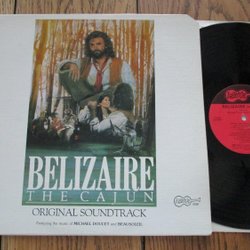 BELIZAIRE
THE CAJUN
ORIGINAL SOUNDTRACK
Featuring the music of MICHAEL DOUCET and BEAUSOLEIL